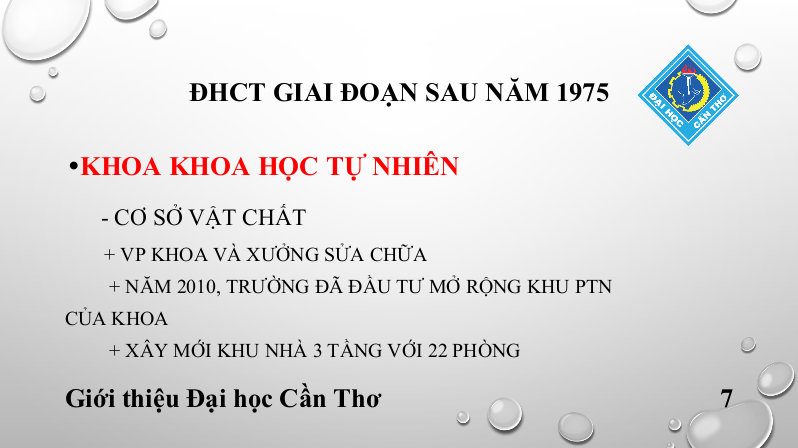 ĐHCT GIAI ĐOẠN SAU NĂM 1975
ĐẠI HỌC CẦN THƠ
•KHOA KHOA HỌC TỰ NHIÊN
- CƠ SỞ VẬT CHẤT
+ VP KHOA VÀ XƯỞNG SỬA CHỮA
+ NĂM 2010, TRƯỜNG ĐÃ ĐẦU TƯ MỞ RỘNG KHU PTN
CỦA KHOA
+ XÂY MỚI KHU NHÀ 3 TẦNG VỚI 22 PHÒNG
Giới thiệu Đại học Cần Thơ 7